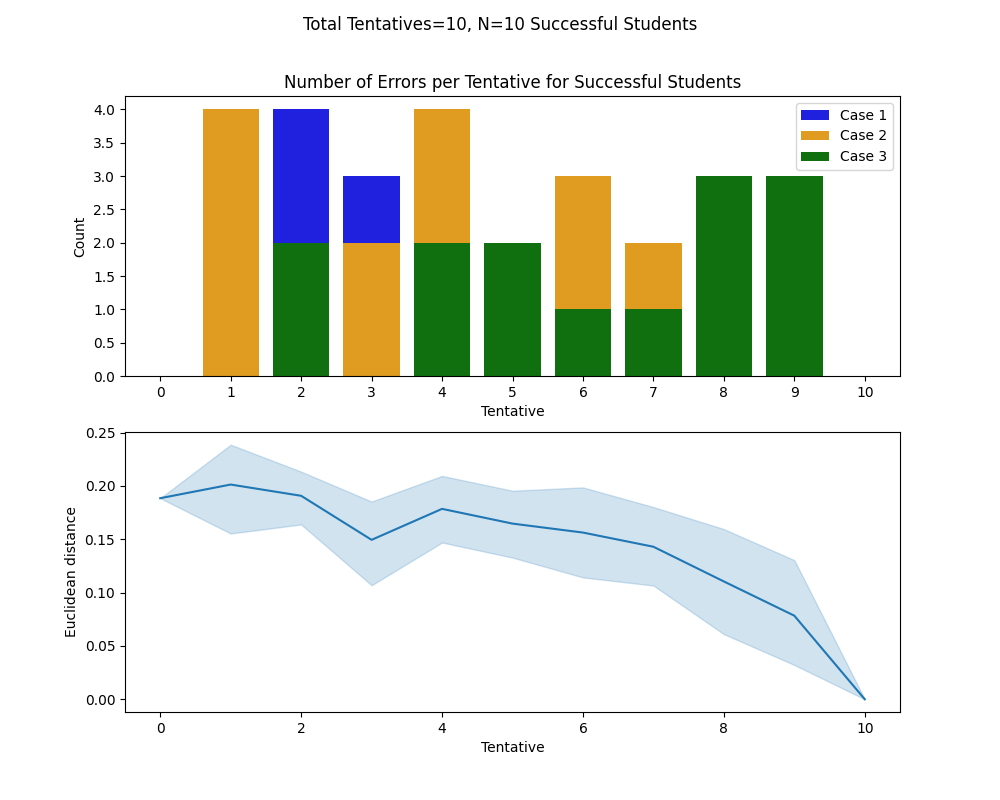 Total Tentatives=10, N=10 Successful Students
Number of Errors per Tentative for Successful Students
Case 1
Case 2
Case 3
Count
4.0
3.5
3.0
2.5
2.0
1.5
1.0
0.5
0.0
0 1 2 3 4 5 6 7 8 9 10
Tentative
Euclidean distance
0.25
0.20
0.15
0.10
0.05
0.00
0 2 4 6 8 10
Tentative